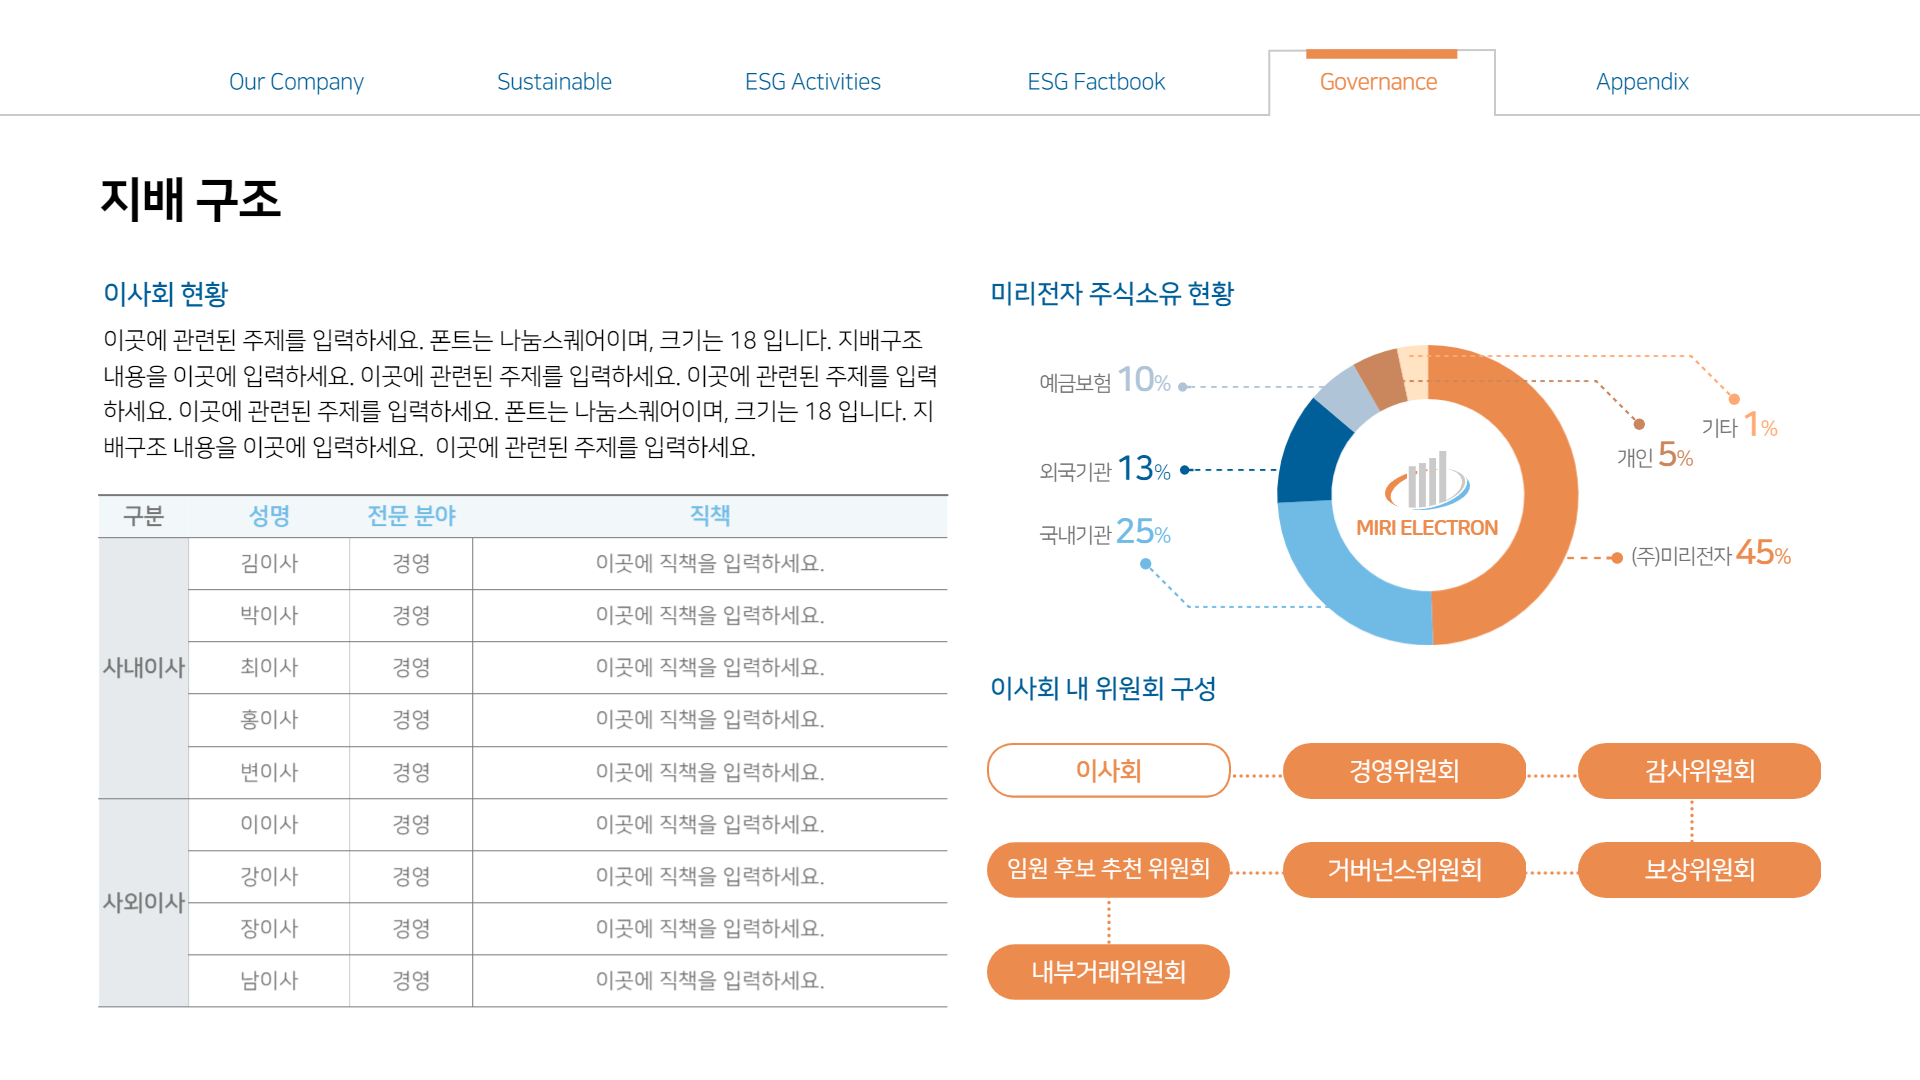 Our Company
Sustainable
ESG Activities
ESG Factbook
Governance
Appendix
지배 구조
이사회 현황
이곳에 관련된 주제를 입력하세요. 폰트는 나눔스퀘어이며, 크기는 18 입니다. 지배구조
내용을 이곳에 입력하세요. 이곳에 관련된 주제를 입력하세요. 이곳에 관련된 주제를 입력
하세요. 이곳에 관련된 주제를 입력하세요. 폰트는 나눔스퀘어이며, 크기는 18 입니다. 지
배구조 내용을 이곳에 입력하세요.  이곳에 관련된 주제를 입력하세요.
구분 성명 전문 분야 직책
사내이사
김이사 경영 이곳에 직책을 입력하세요.
박이사 경영 이곳에 직책을 입력하세요.
최이사 경영 이곳에 직책을 입력하세요.
홍이사 경영 이곳에 직책을 입력하세요.
변이사 경영 이곳에 직책을 입력하세요.
사외이사
이이사 경영 이곳에 직책을 입력하세요.
강이사 경영 이곳에 직책을 입력하세요.
장이사 경영 이곳에 직책을 입력하세요.
남이사 경영 이곳에 직책을 입력하세요.
미리전자 주식소유 현황
예금보험 10%
외국기관 13%
국내기관 25%
MIRI ELECTRON
기타 1%
개인 5%
(주)미리전자 45%
이사회 내 위원회 구성
이사회
경영위원회
감사위원회
임원 후보 추천 위원회
거버넌스위원회
보상위원회
내부거래위원회